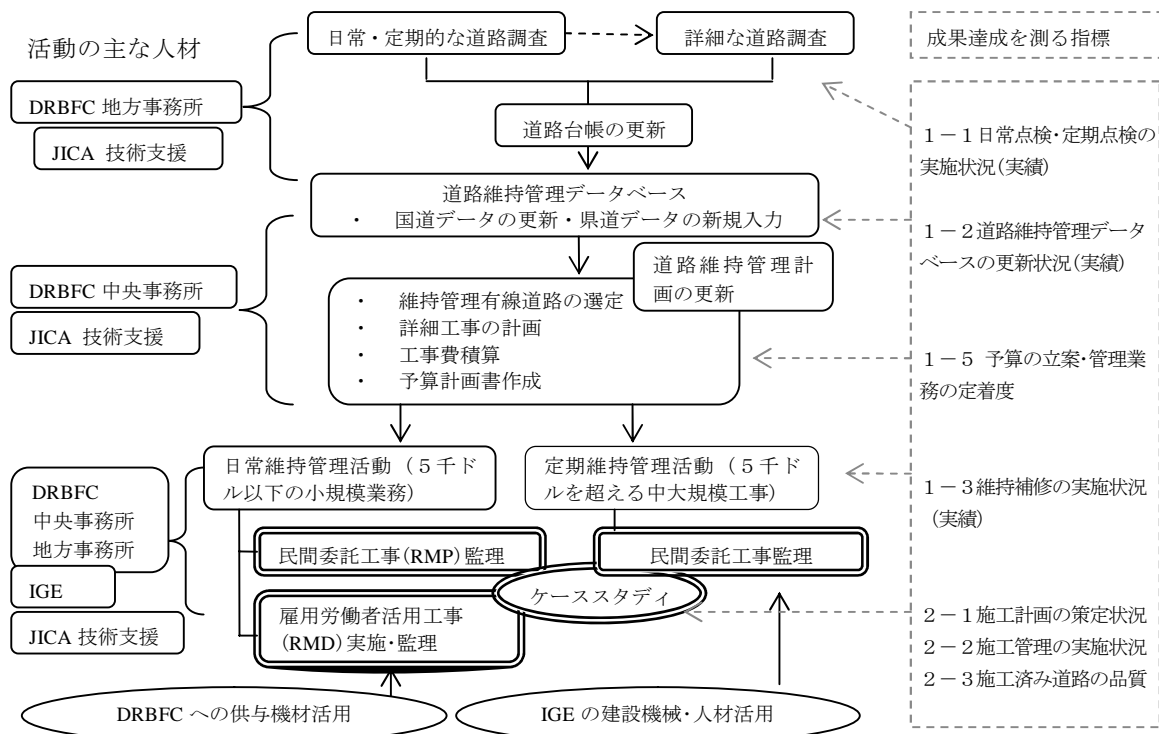 活動の主な人材
日常・定期的な道路調査
詳細な道路調査
成果達成を測る指標
DRBFC 地方事務所
JICA 技術支援
道路台帳の更新
1－1日常点検・定期点検の
実施状況(実績)
道路維持管理データベース
・ 国道データの更新・県道データの新規入力
1－2道路維持管理データ
ベースの更新状況(実績)
DRBFC 中央事務所
JICA 技術支援
道路維持管理計
画の更新
・ 維持管理有線道路の選定
・ 詳細工事の計画
・ 工事費積算
・ 予算計画書作成
1－5 予算の立案・管理業
務の定着度
日常維持管理活動（5千ド
ル以下の小規模業務）
定期維持管理活動（5千ド
ルを超える中大規模工事）
1－3維持補修の実施状況
(実績)
DRBFC
中央事務所
地方事務所
IGE
JICA 技術支援
民間委託工事(RMP)監理
民間委託工事監理
ケーススタディ
雇用労働者活用工事
(RMD)実施・監理
2－1施工計画の策定状況
2－2施工管理の実施状況
2－3施工済み道路の品質
DRBFC への供与機材活用
IGE の建設機械・人材活用